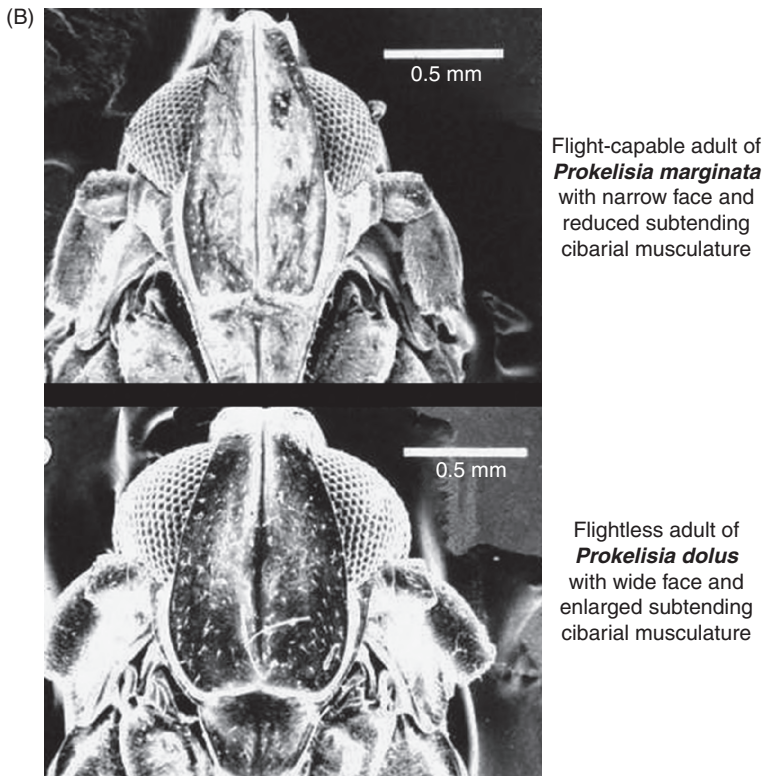 (B)
0.5 mm
Flight-capable adult of
Prokelisia marginata
with narrow face and
reduced subtending
cibarial musculature
0.5 mm
Flightless adult of
Prokelisia dolus
with wide face and
enlarged subtending
cibarial musculature